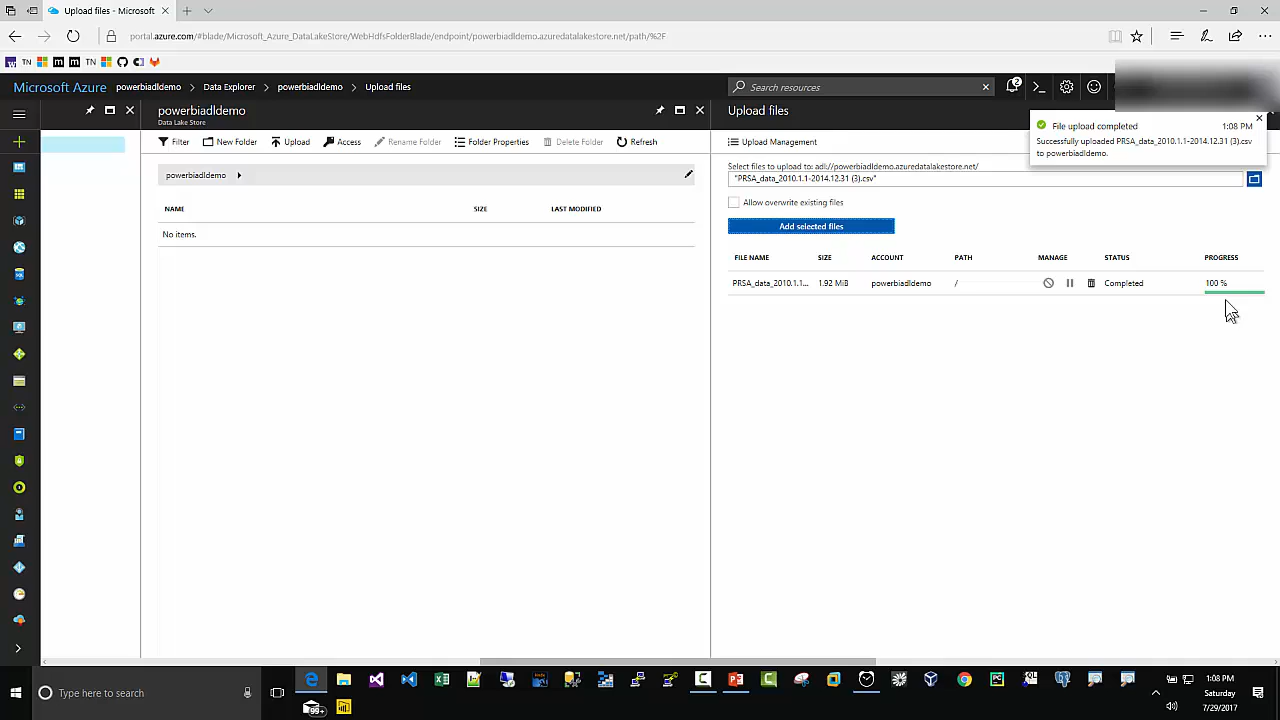 Upload files - Microsoft
portal.azure.com/#blade/Microsoft_Azure_DataLakeStore/WebHdfsFolderBlade/endpoint/powerbiadldemo.azuredatalakestore.net/path/%2F
TN TN
Microsoft Azure powerbiadldemo Data Explorer powerbiadldemo Upload files
Search resources
2
powerbiadldemo
Data Lake Store
Filter New Folder Upload Access Rename Folder Folder Properties Delete Folder Refresh
powerbiadldemo
NAME SIZE LAST MODIFIED
No items.
Upload files
Upload Management
Select files to upload to: adl://powerbiadldemo.azuredatalakestore.net/
"PRSA_data_2010.1.1-2014.12.31 (3).csv"
Allow overwrite existing files
Add selected files
FILE NAME SIZE ACCOUNT PATH MANAGE STATUS PROGRESS
PRSA_data_2010.1.1... 1.92 MiB powerbiadldemo / Completed 100 %
File upload completed 1:08 PM
Successfully uploaded PRSA_data_2010.1.1-2014.12.31 (3).csv
to powerbiadldemo.
Type here to search
99+
1:08 PM
Saturday
7/29/2017